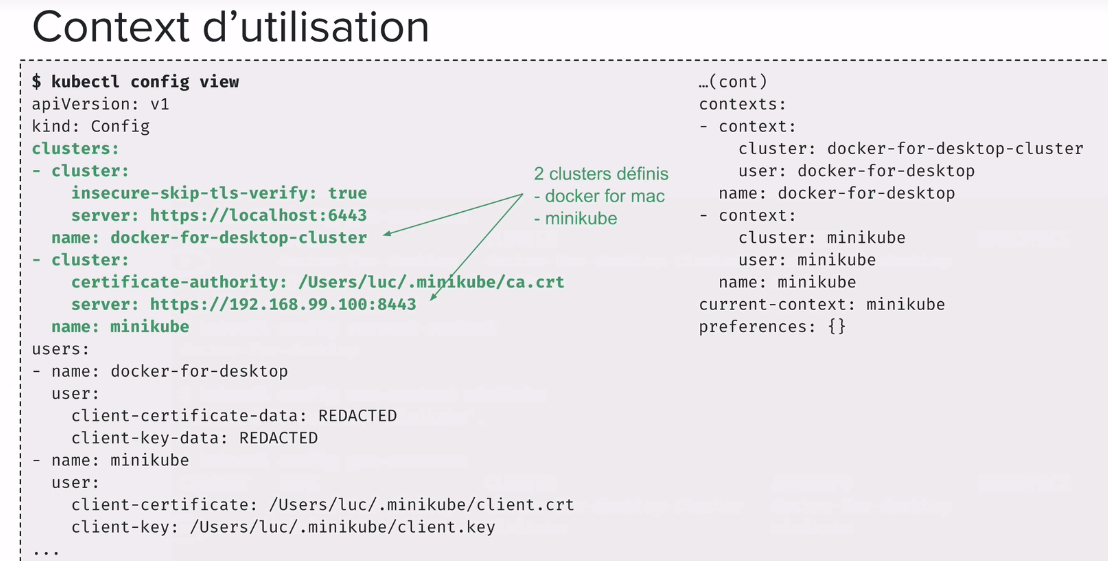 Context d'utilisation
$ kubectl config view
apiVersion: v1
kind: Config
clusters:
- cluster:
    insecure-skip-tls-verify: true
    server: https://localhost:6443
  name: docker-for-desktop-cluster
- cluster:
    certificate-authority: /Users/luc/.minikube/ca.crt
    server: https://192.168.99.100:8443
  name: minikube
users:
- name: docker-for-desktop
  user:
    client-certificate-data: REDACTED
    client-key-data: REDACTED
- name: minikube
  user:
    client-certificate: /Users/luc/.minikube/client.crt
    client-key: /Users/luc/.minikube/client.key
...
2 clusters définis
- docker for mac
- minikube
…(cont)
contexts:
- context:
    cluster: docker-for-desktop-cluster
    user: docker-for-desktop
  name: docker-for-desktop
- context:
    cluster: minikube
    user: minikube
  name: minikube
current-context: minikube
preferences: {}